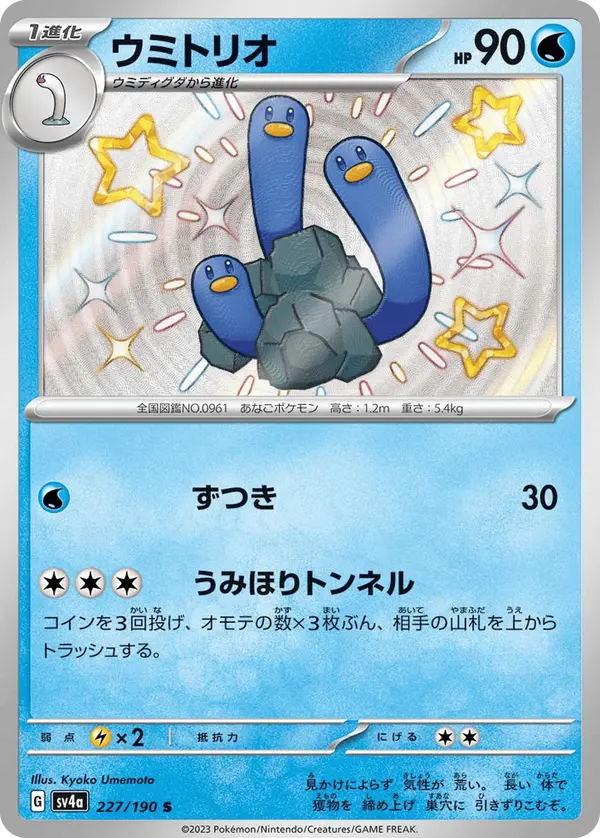 1進化
ウミトリオ
HP 90
ウミディグダから進化
全国図鑑NO.0961 あなごポケモン 高さ:1.2m 重さ:5.4kg
ずつき 30
うみほりトンネル
コインを3回投げ、オモテの数×3枚ぶん、相手の山札を上から
トラッシュする。
弱点 ×2 抵抗力 にげる
Illus. Kyoko Umemoto
G sv4a 227/190 S
見かけによらず 気性が 荒い。長い 体で
獲物を 締め上げ 巣穴に 引きずりこむぞ。
©2023 Pokémon/Nintendo/Creatures/GAME FREAK.